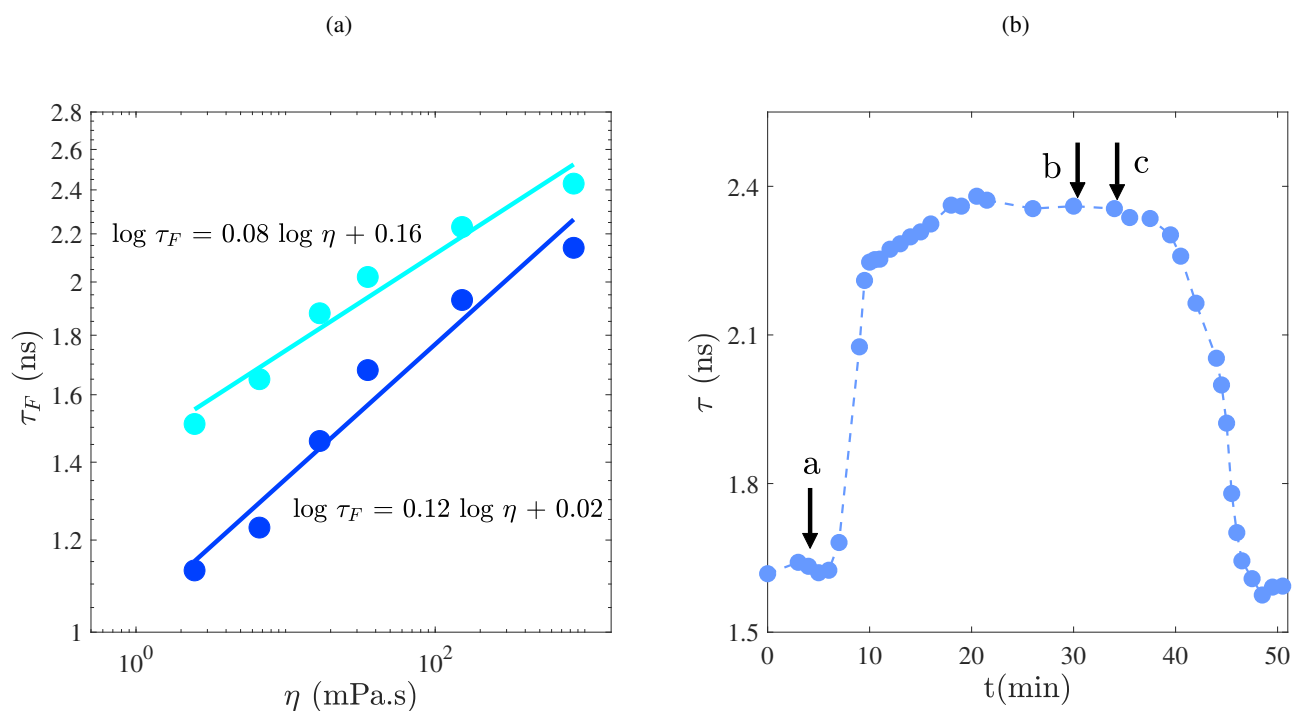 (a)
(b)
2.8
2.6
2.4
2.2
2
1.8
1.6
1.4
1.2
1
τ_F (ns)
log τ_F = 0.08 log η + 0.16
log τ_F = 0.12 log η + 0.02
10^0
10^2
η (mPa.s)
2.4
2.1
1.8
1.5
τ (ns)
a
b
c
0
10
20
30
40
50
t(min)